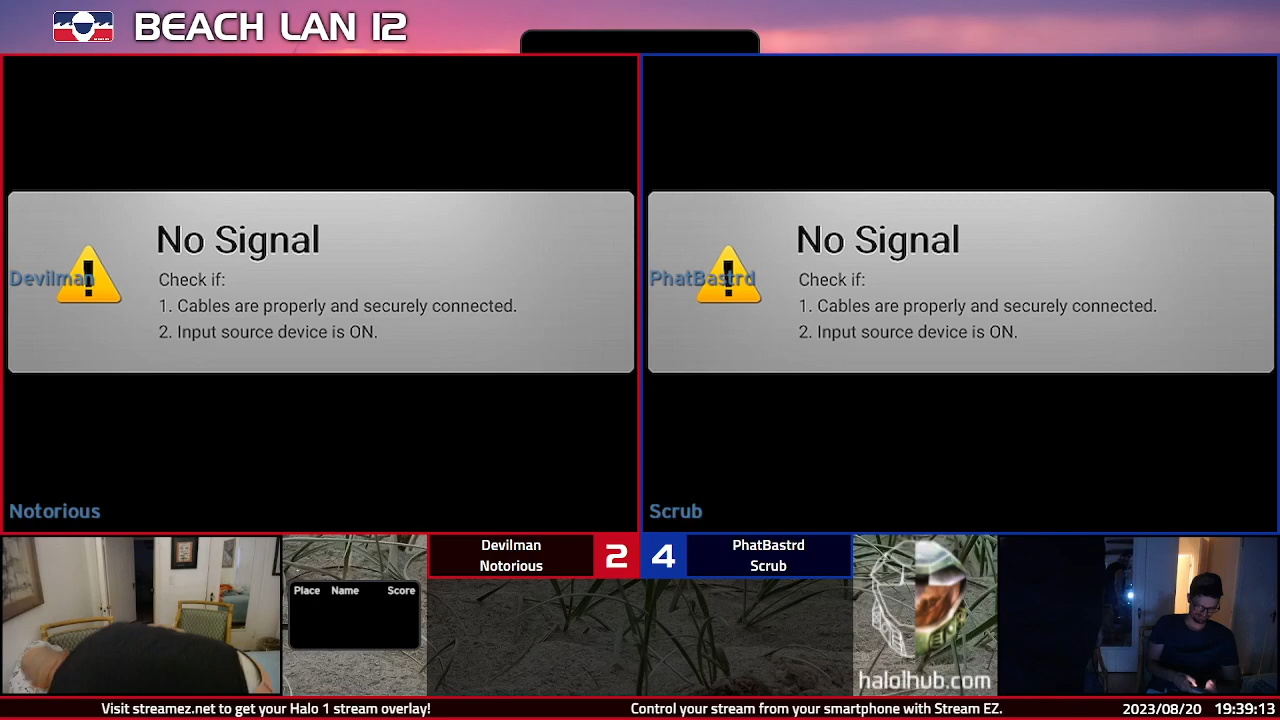 BEACH LAN 12
No Signal
Check if:
1. Cables are properly and securely connected.
2. Input source device is ON.
Devilman
Notorious
No Signal
Check if:
1. Cables are properly and securely connected.
2. Input source device is ON.
PhatBastrd
Scrub
Devilman
Notorious
2
4
PhatBastrd
Scrub
Place Name Score
halo1hub.com
Visit streamez.net to get your Halo 1 stream overlay!
Control your stream from your smartphone with Stream EZ.
2023/08/20 19:39:13